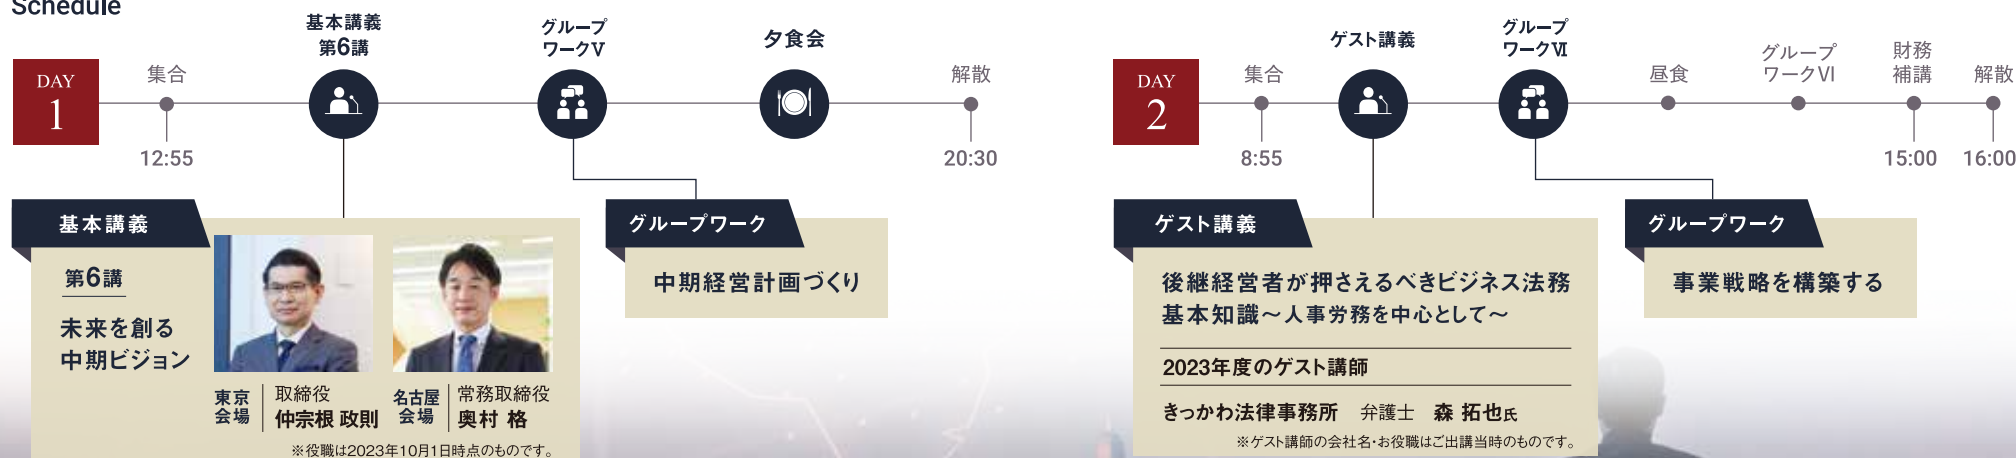 Schedule
DAY
1
集合
12:55
基本講義
第6講
グループ
ワークⅤ
夕食会
解散
20:30
基本講義
第6講
未来を創る
中期ビジョン
東京
会場
取締役
仲宗根 政則
名古屋
会場
常務取締役
奥村 格
※役職は2023年10月1日時点のものです。
グループワーク
中期経営計画づくり
DAY
2
集合
8:55
ゲスト講義
グループ
ワークⅥ
昼食
グループ
ワークⅥ
財務
補講
15:00
解散
16:00
ゲスト講義
後継経営者が押さえるべきビジネス法務
基本知識～人事労務を中心として～
2023年度のゲスト講師
きっかわ法律事務所 弁護士 森 拓也氏
※ゲスト講師の会社名・お役職はご出講当時のものです。
グループワーク
事業戦略を構築する